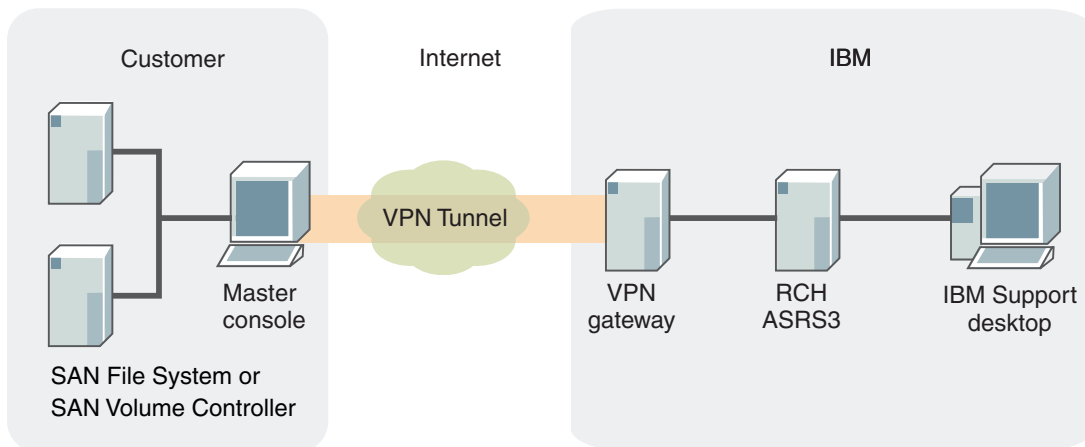 Customer
Internet
IBM
VPN Tunnel
Master
console
VPN
gateway
RCH
ASRS3
IBM Support
desktop
SAN File System or
SAN Volume Controller